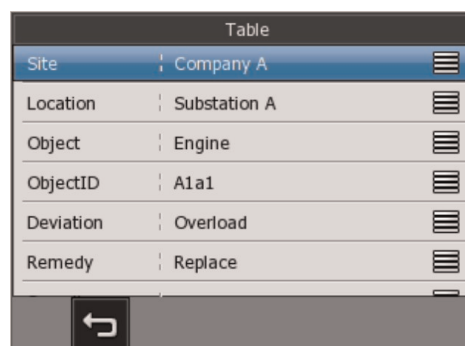 Table
Site Company A
Location Substation A
Object Engine
ObjectID A1a1
Deviation Overload
Remedy Replace